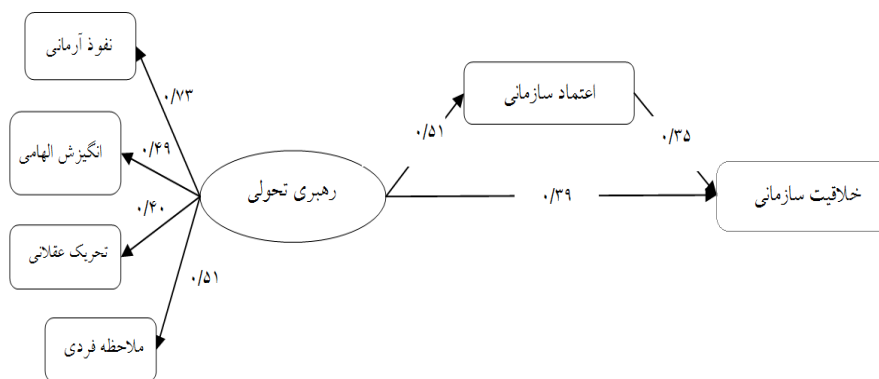 نفوذ آرمانی
۰/۷۳
اعتماد سازمانی
انگیزش الهامی
۰/۴۹
۰/۵۱
۰/۳۵
رهبری تحولی
۰/۳۹
خلاقیت سازمانی
۰/۴۰
تحریک عقلانی
۰/۵۱
ملاحظه فردی